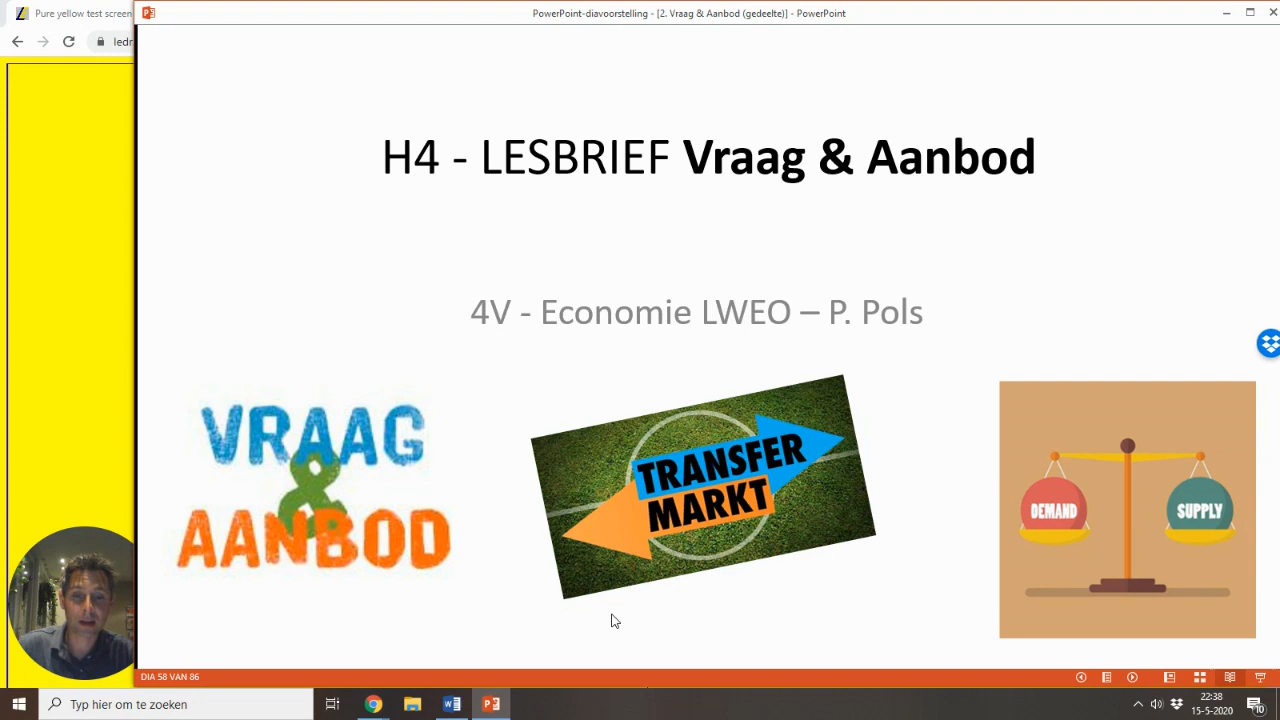 Pure yellow test screen
PowerPoint-diavoorstelling - [2. Vraag & Aanbod (gedeelte)] - PowerPoint
ledr
H4 - LESBRIEF Vraag & Aanbod
4V - Economie LWEO – P. Pols
VRAAG
&
AANBOD
TRANSFER
MARKT
DEMAND
SUPPLY
DIA 58 VAN 86
Typ hier om te zoeken
22:38
15-5-2020
10